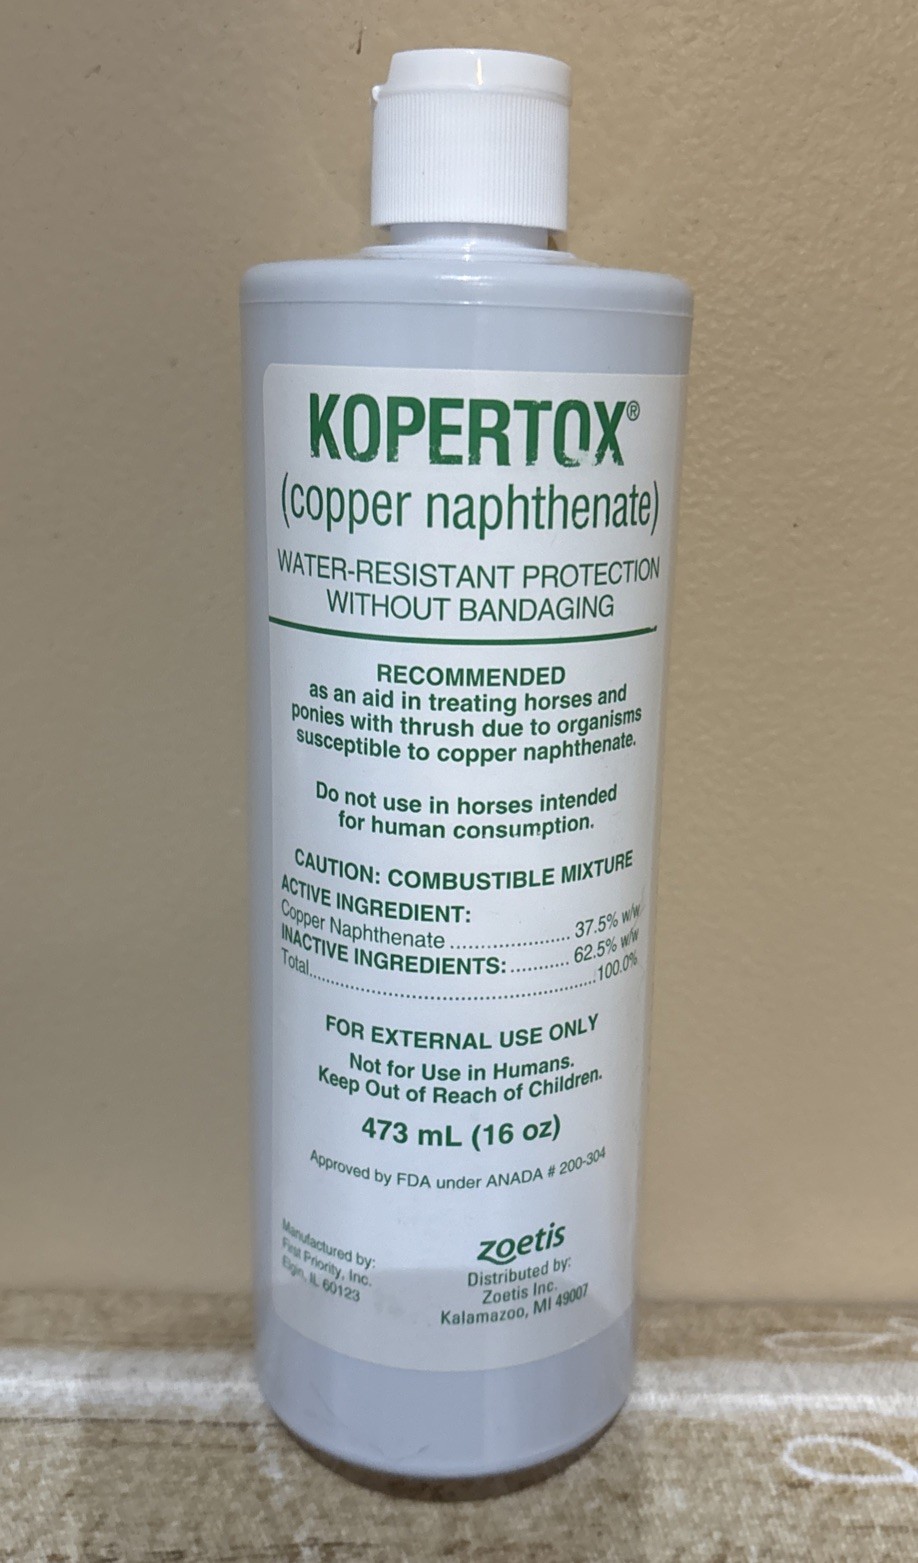 KOPERTOX®
(copper naphthenate)
WATER-RESISTANT PROTECTION
WITHOUT BANDAGING
RECOMMENDED
as an aid in treating horses and
ponies with thrush due to organisms
susceptible to copper naphthenate.
Do not use in horses intended
for human consumption.
CAUTION: COMBUSTIBLE MIXTURE
ACTIVE INGREDIENT:
Copper Naphthenate .................... 37.5% w/w
INACTIVE INGREDIENTS: ........... 62.5% w/w
Total..................................................100.0%
FOR EXTERNAL USE ONLY
Not for Use in Humans.
Keep Out of Reach of Children.
473 mL (16 oz)
Approved by FDA under ANADA # 200-304
Manufactured by:
First Priority, Inc.
Elgin, IL 60123
zoetis
Distributed by:
Zoetis Inc.
Kalamazoo, MI 49007